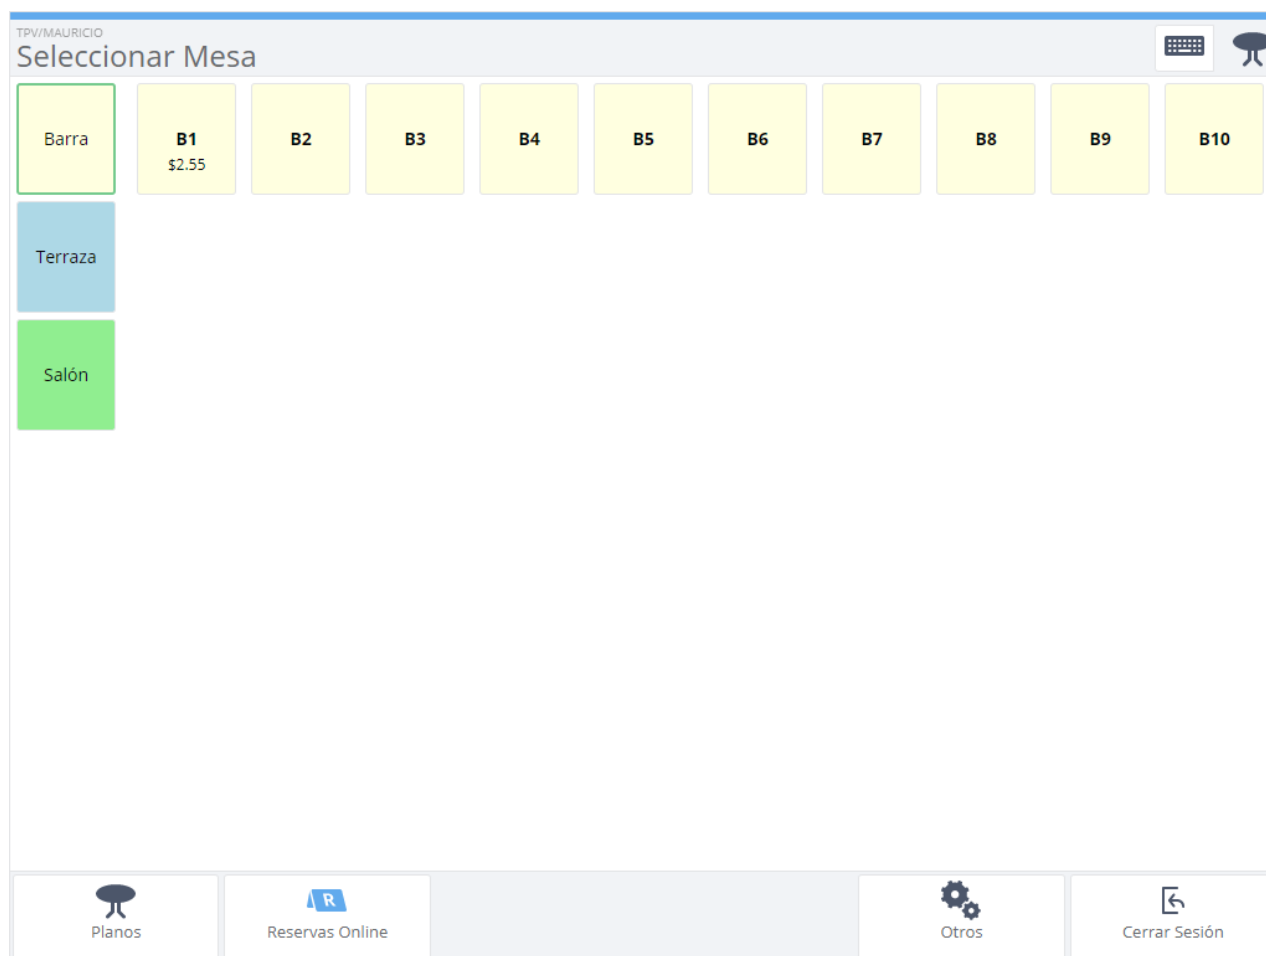 TPV/MAURICIO
Seleccionar Mesa
Barra
B1
$2.55
B2
B3
B4
B5
B6
B7
B8
B9
B10
Terraza
Salón
Planos
R
Reservas Online
Otros
Cerrar Sesión